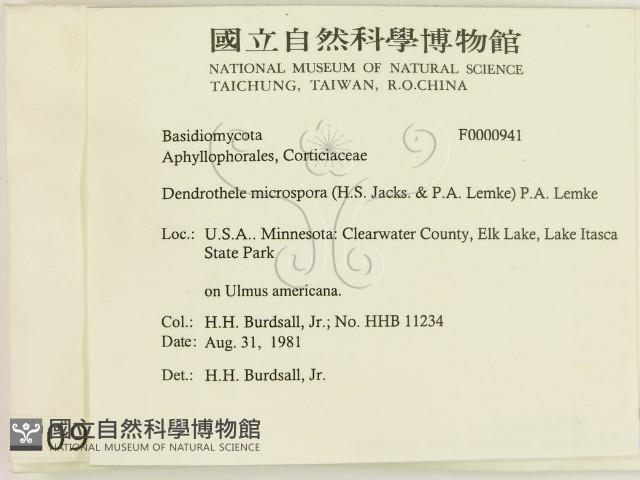 國立自然科學博物館
NATIONAL MUSEUM OF NATURAL SCIENCE
TAICHUNG, TAIWAN, R.O.CHINA
Basidiomycota F0000941
Aphyllophorales, Corticiaceae
Dendrothele microspora (H.S. Jacks. & P.A. Lemke) P.A. Lemke
Loc.: U.S.A.. Minnesota: Clearwater County, Elk Lake, Lake Itasca
State Park
on Ulmus americana.
Col.: H.H. Burdsall, Jr.; No. HHB 11234
Date: Aug. 31, 1981
Det.: H.H. Burdsall, Jr.
09
國立自然科學博物館
NATIONAL MUSEUM OF NATURAL SCIENCE